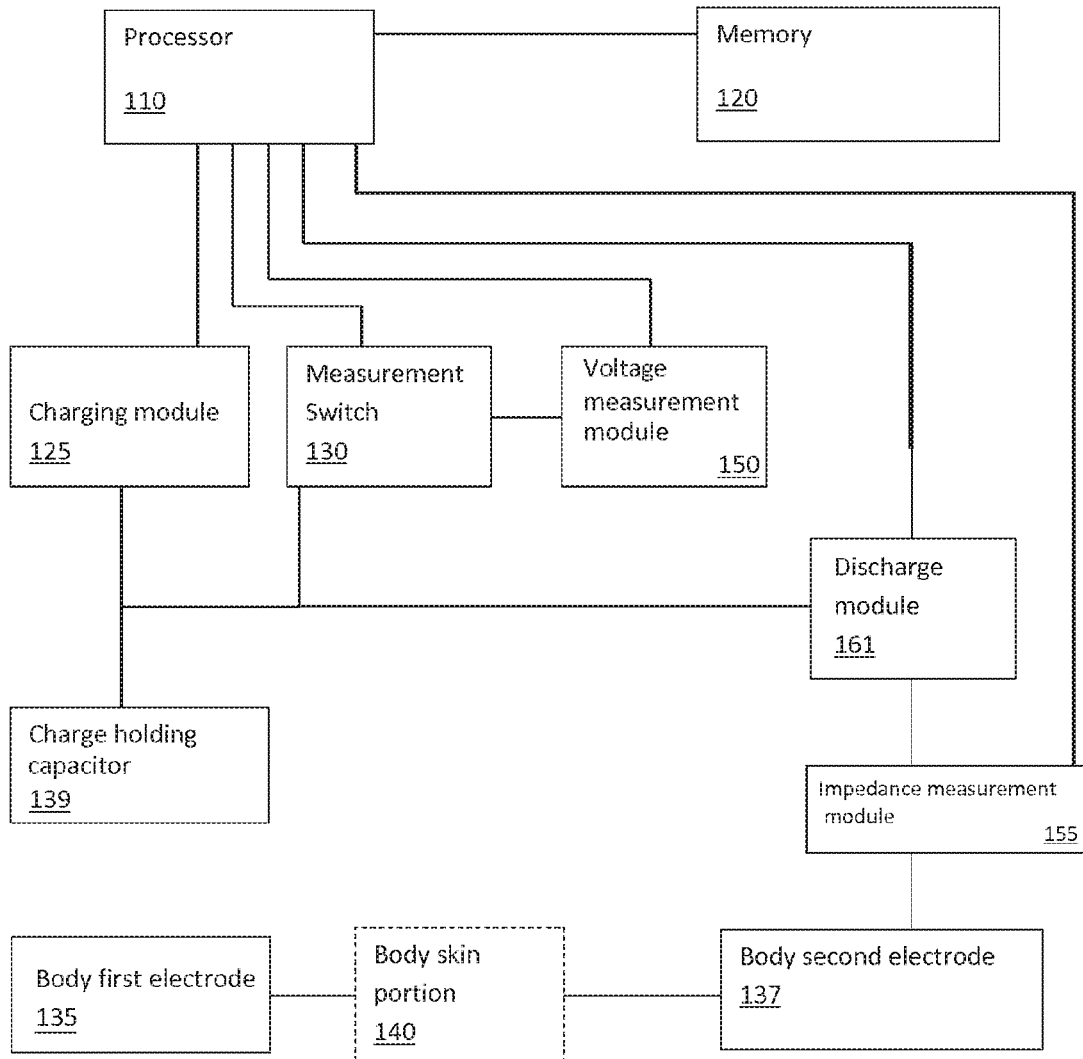 Processor
110
Memory
120
Charging module
125
Measurement
Switch
130
Voltage
measurement
module
150
Discharge
module
161
Charge holding
capacitor
139
Impedance measurement
module
155
Body first electrode
135
Body skin
portion
140
Body second electrode
137